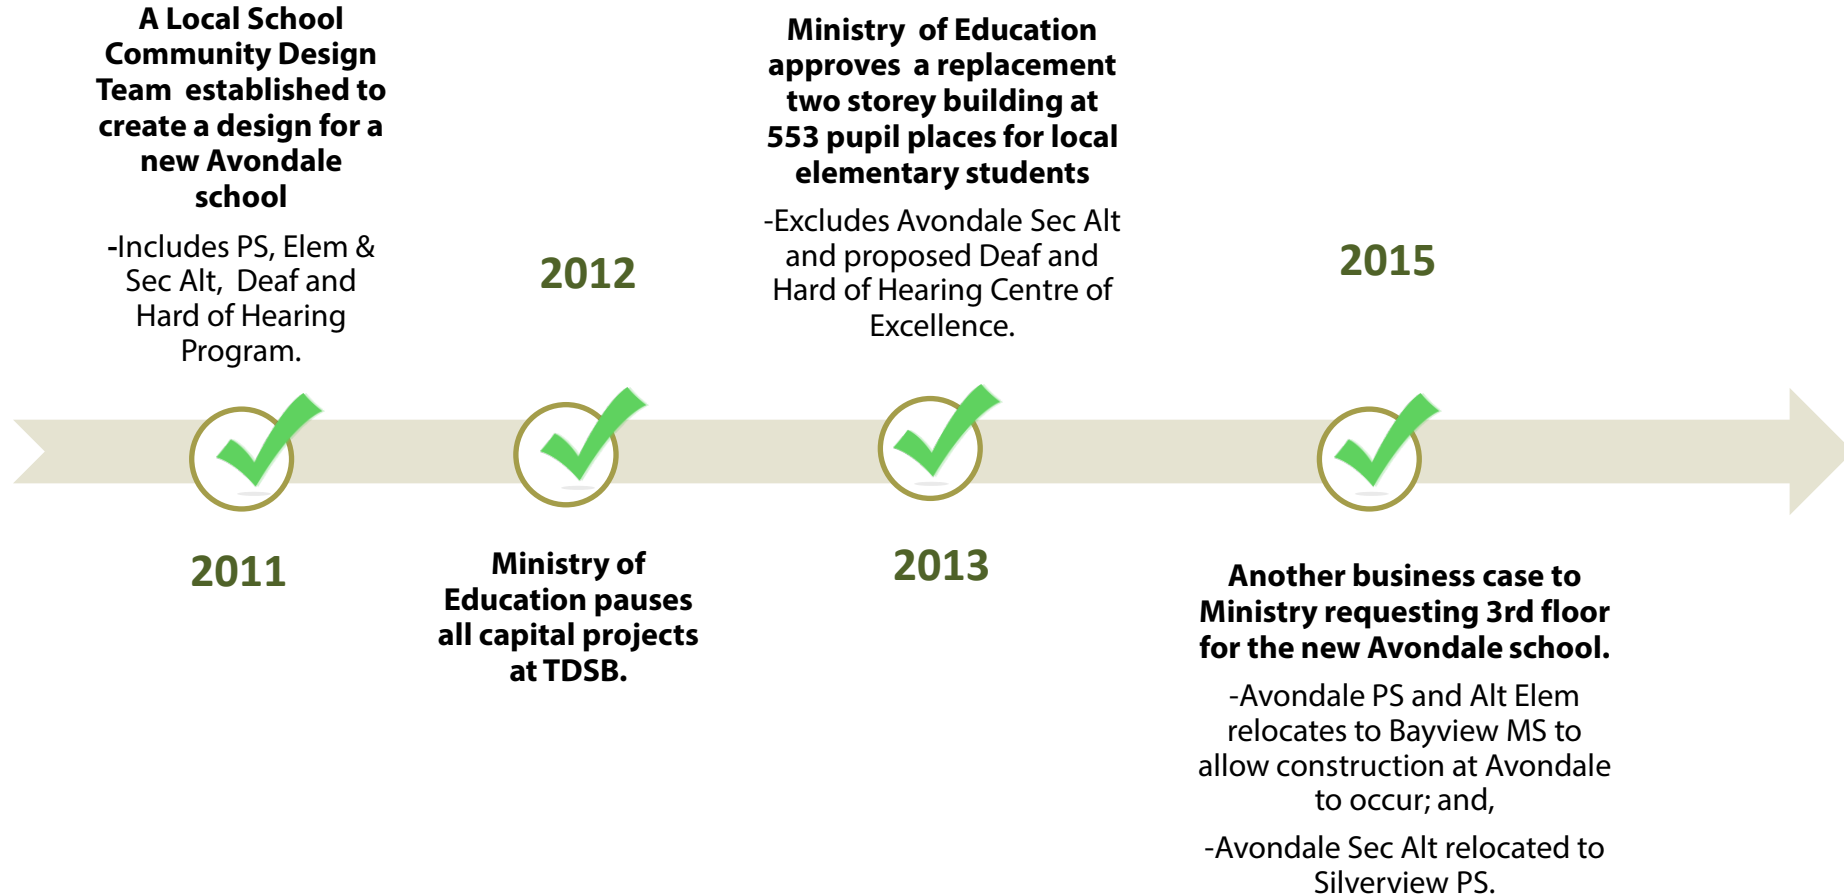 A Local School
Community Design
Team established to
create a design for a
new Avondale
school
-Includes PS, Elem &
Sec Alt, Deaf and
Hard of Hearing
Program.
2011
2012
Ministry of
Education pauses
all capital projects
at TDSB.
Ministry of Education
approves a replacement
two storey building at
553 pupil places for local
elementary students
-Excludes Avondale Sec Alt
and proposed Deaf and
Hard of Hearing Centre of
Excellence.
2013
2015
Another business case to
Ministry requesting 3rd floor
for the new Avondale school.
-Avondale PS and Alt Elem
relocates to Bayview MS to
allow construction at Avondale
to occur; and,
-Avondale Sec Alt relocated to
Silverview PS.